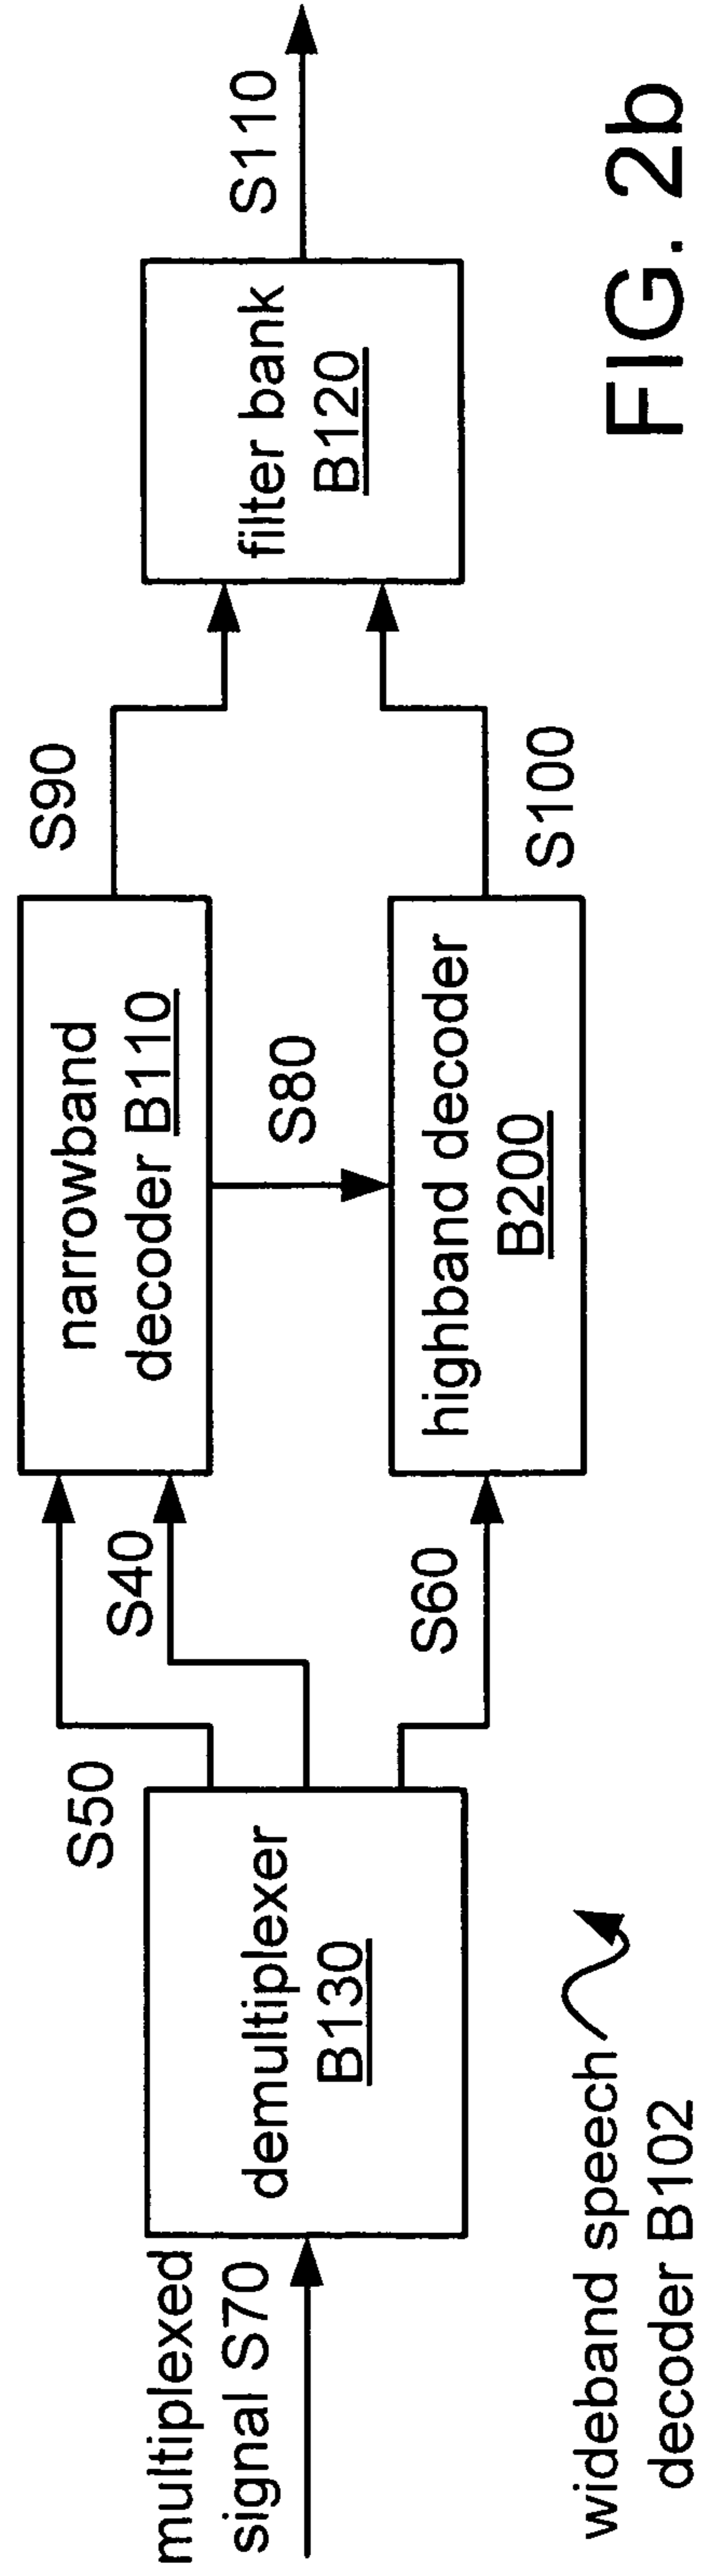 multiplexed
signal S70
demultiplexer
B130
S50
S40
S60
narrowband
decoder B110
S80
highband decoder
B200
S90
S100
filter bank
B120
S110
wideband speech
decoder B102
FIG. 2b